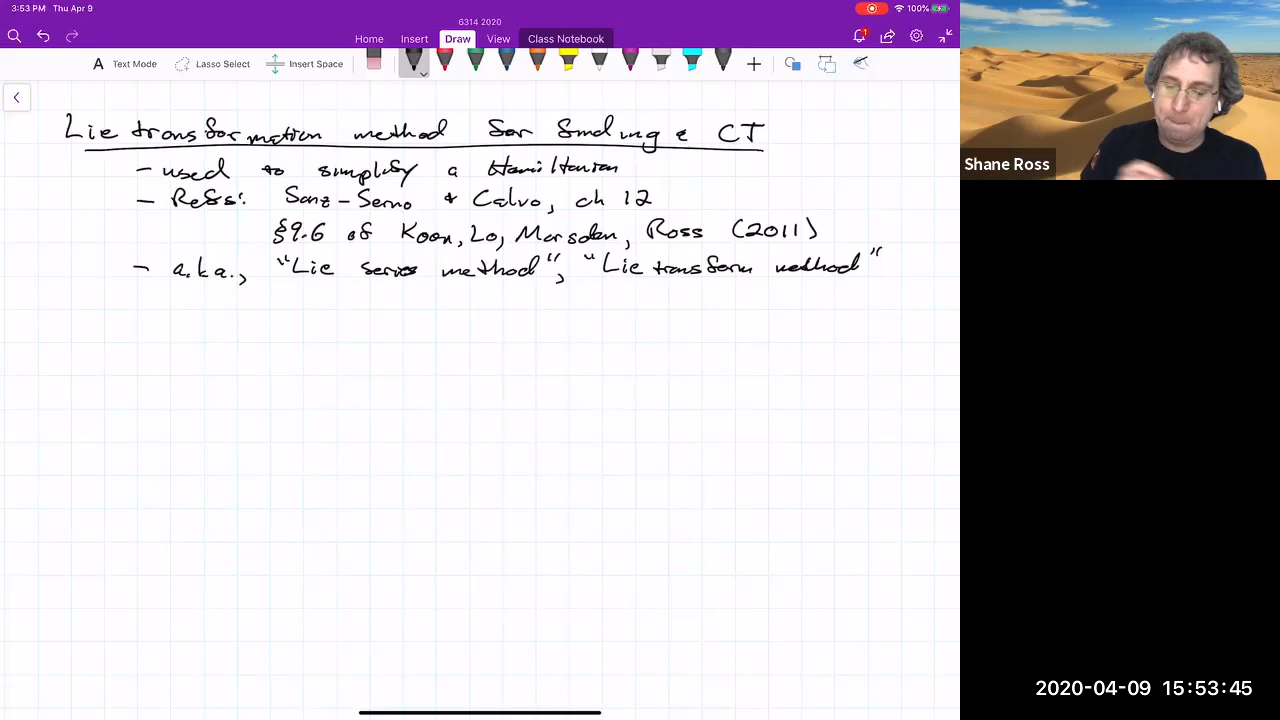 3:53 PM Thu Apr 9
100%
6314 2020
Home Insert Draw View Class Notebook
1
A Text Mode Lasso Select Insert Space
Lie transformation method for finding a CT
- used to simplify a Hamiltonian
- Refs: Sanz-Serna + Calvo, ch 12
§9.6 of Koon, Lo, Marsden, Ross (2011)
- a.k.a., "Lie series method", "Lie transform method"
Shane Ross
2020-04-09 15:53:45